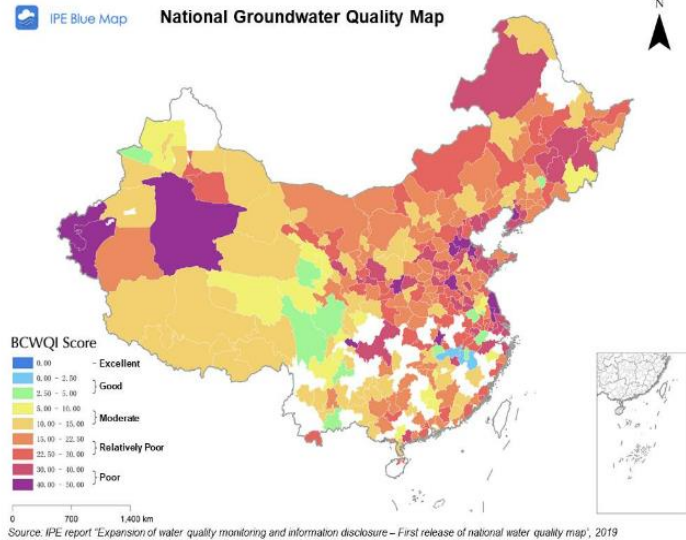 IPE Blue Map
National Groundwater Quality Map
N
BCWQI Score
0.00 - Excellent
0.00 - 2.50
Good
2.50 - 5.00
5.00 - 10.00
Moderate
10.00 - 15.00
15.00 - 22.50
Relatively Poor
22.50 - 30.00
30.00 - 40.00
Poor
40.00 - 50.00
0 700 1,400 km
Source: IPE report "Expansion of water quality monitoring and information disclosure – First release of national water quality map', 2019